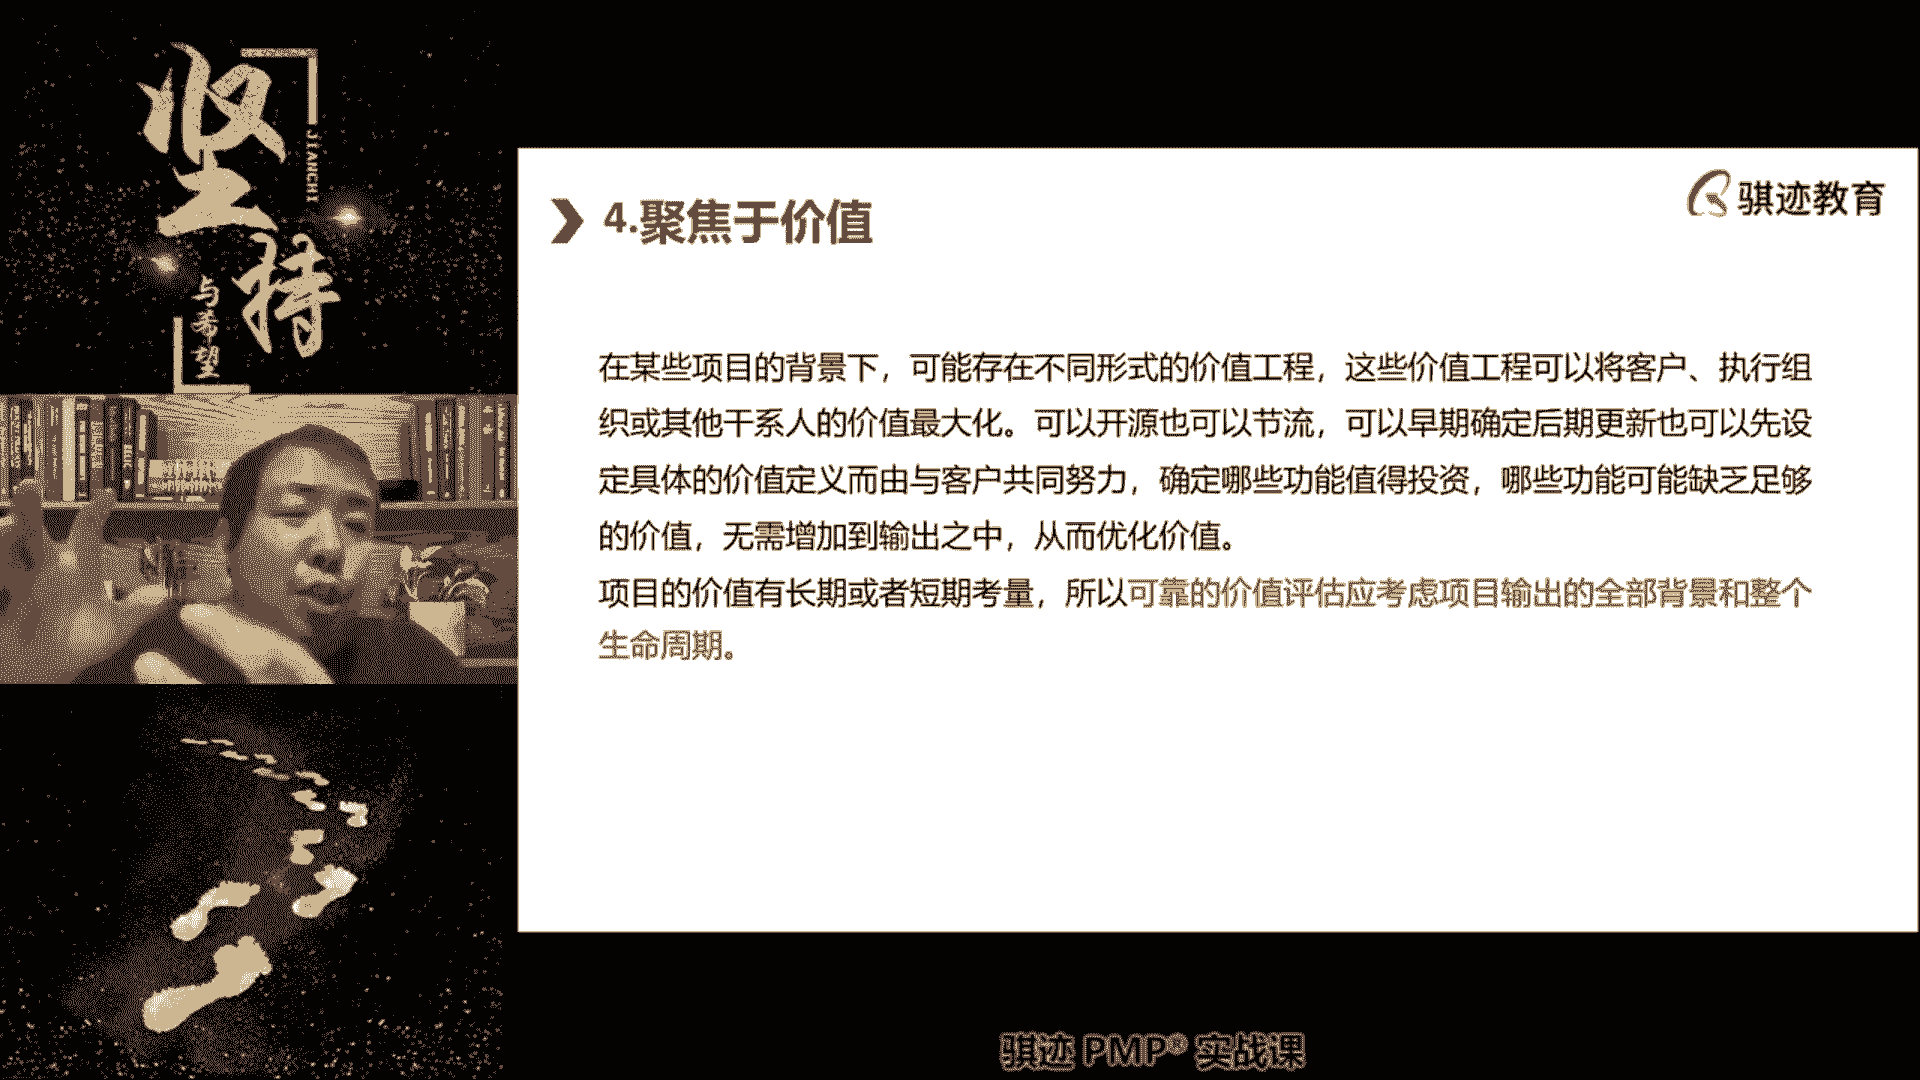 坚持
JIANCHI
与希望
骐迹教育
4.聚焦于价值
在某些项目的背景下，可能存在不同形式的价值工程，这些价值工程可以将客户、执行组
织或其他干系人的价值最大化。可以开源也可以节流，可以早期确定后期更新也可以先设
定具体的价值定义而由与客户共同努力，确定哪些功能值得投资，哪些功能可能缺乏足够
的价值，无需增加到输出之中，从而优化价值。
项目的价值有长期或者短期考量，所以可靠的价值评估应考虑项目输出的全部背景和整个
生命周期。
骐迹 PMP® 实战课